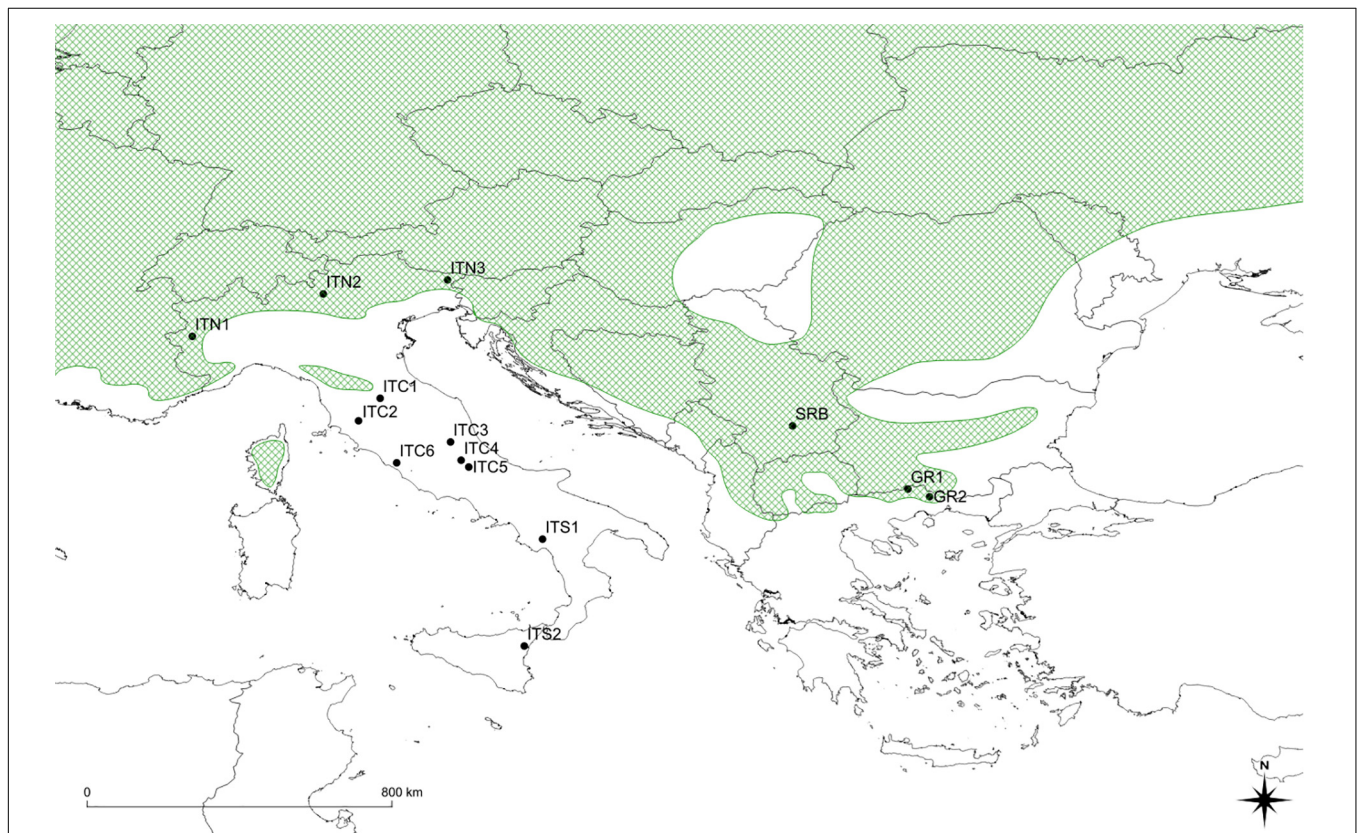 ITN3
ITN2
ITN1
ITC1
ITC2
SRB
ITC3
ITC4
ITC6
ITC5
GR1
GR2
ITS1
ITS2
N
0
800 km